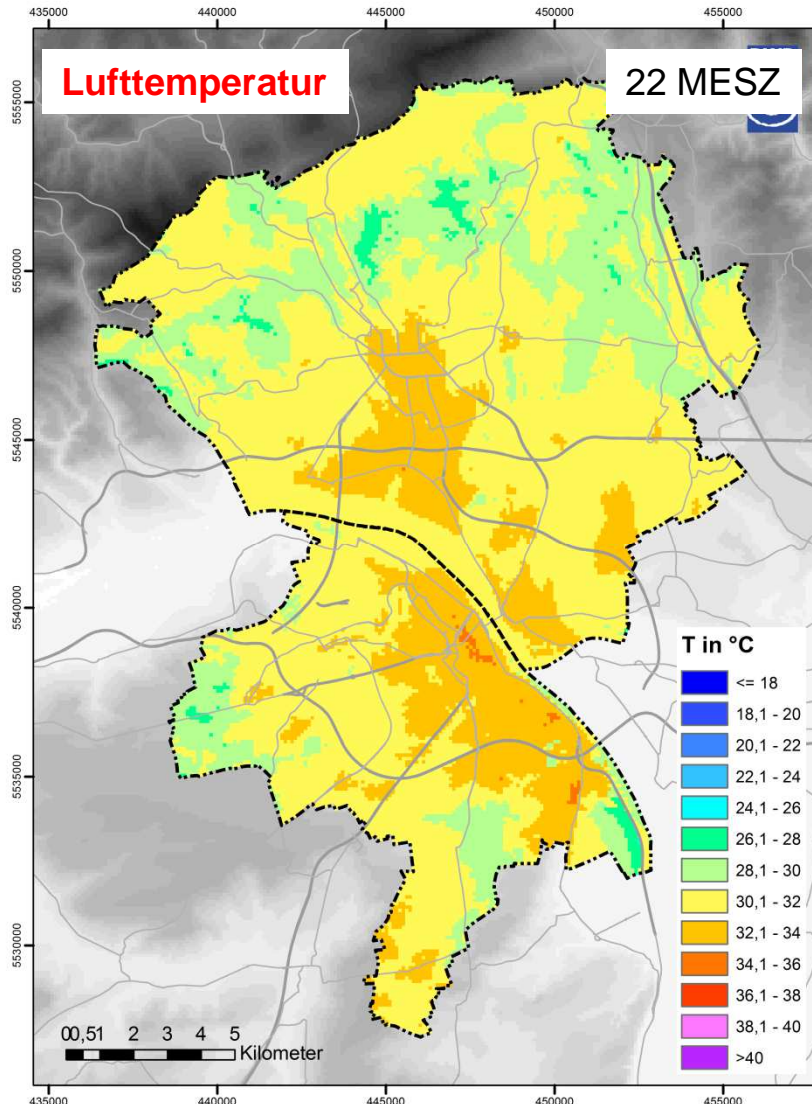 435000 440000 445000 450000 455000
Lufttemperatur
22 MESZ
5555000
5550000
5545000
5540000
5535000
5530000
T in °C
<= 18
18,1 - 20
20,1 - 22
22,1 - 24
24,1 - 26
26,1 - 28
28,1 - 30
30,1 - 32
32,1 - 34
34,1 - 36
36,1 - 38
38,1 - 40
>40
00,51 2 3 4 5
Kilometer
435000 440000 445000 450000 455000